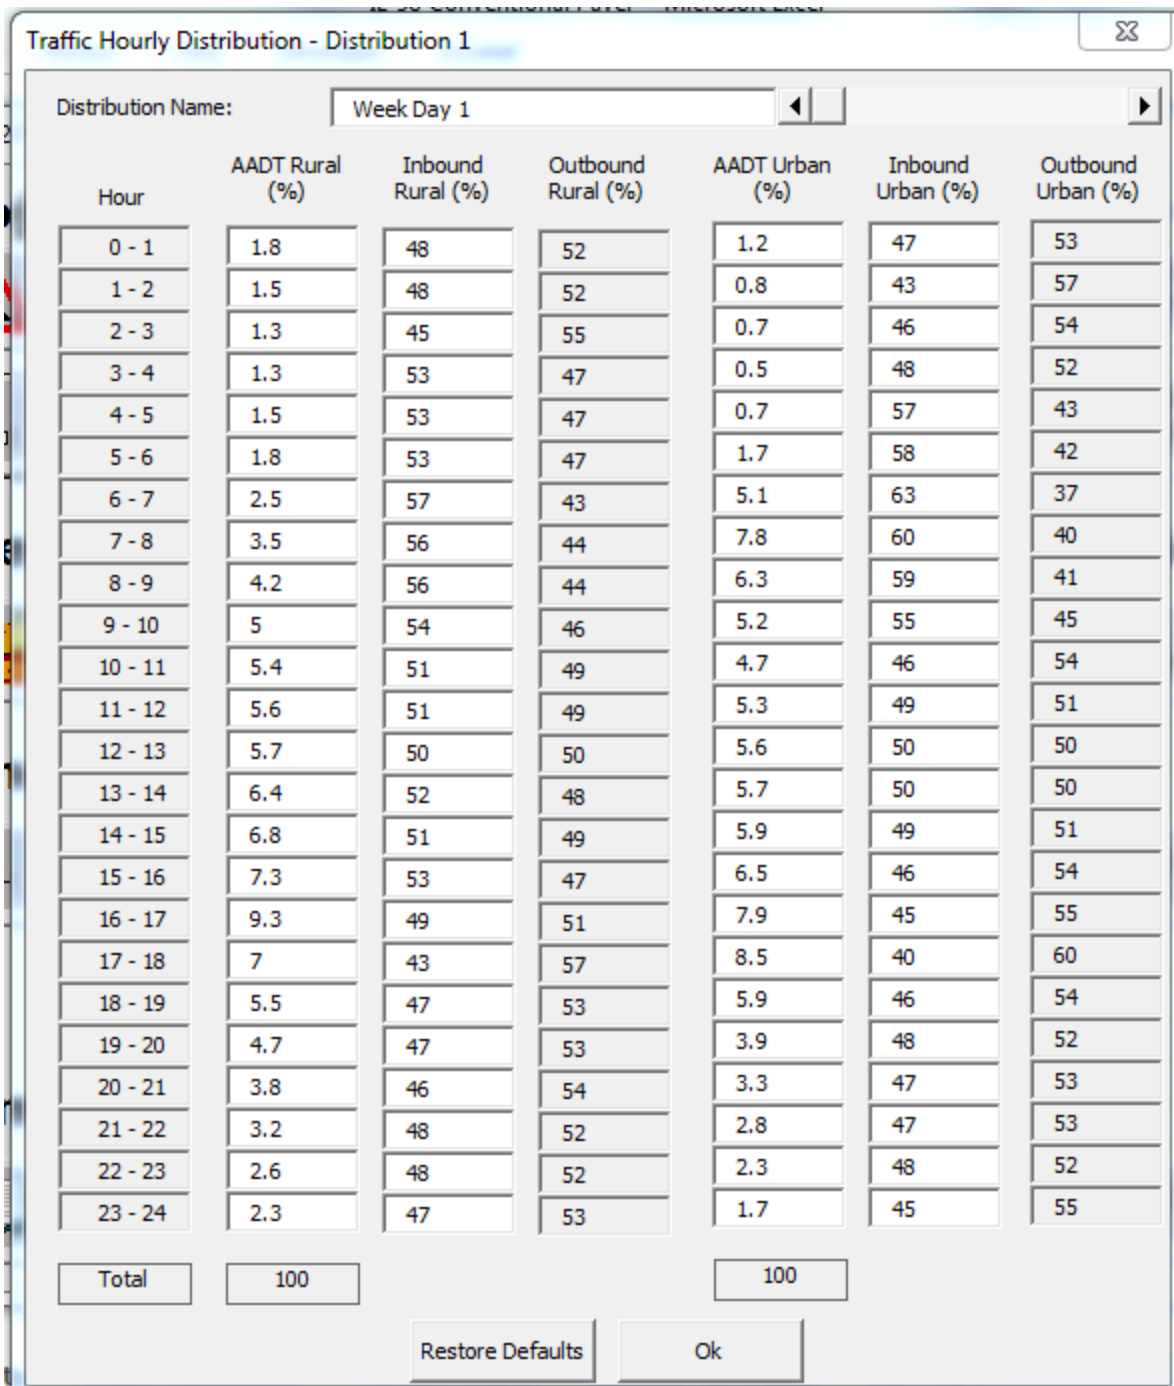 Traffic Hourly Distribution - Distribution 1
Distribution Name: Week Day 1
Hour AADT Rural (%) Inbound Rural (%) Outbound Rural (%) AADT Urban (%) Inbound Urban (%) Outbound Urban (%)
0 - 1 1.8 48 52 1.2 47 53
1 - 2 1.5 48 52 0.8 43 57
2 - 3 1.3 45 55 0.7 46 54
3 - 4 1.3 53 47 0.5 48 52
4 - 5 1.5 53 47 0.7 57 43
5 - 6 1.8 53 47 1.7 58 42
6 - 7 2.5 57 43 5.1 63 37
7 - 8 3.5 56 44 7.8 60 40
8 - 9 4.2 56 44 6.3 59 41
9 - 10 5 54 46 5.2 55 45
10 - 11 5.4 51 49 4.7 46 54
11 - 12 5.6 51 49 5.3 49 51
12 - 13 5.7 50 50 5.6 50 50
13 - 14 6.4 52 48 5.7 50 50
14 - 15 6.8 51 49 5.9 49 51
15 - 16 7.3 53 47 6.5 46 54
16 - 17 9.3 49 51 7.9 45 55
17 - 18 7 43 57 8.5 40 60
18 - 19 5.5 47 53 5.9 46 54
19 - 20 4.7 47 53 3.9 48 52
20 - 21 3.8 46 54 3.3 47 53
21 - 22 3.2 48 52 2.8 47 53
22 - 23 2.6 48 52 2.3 48 52
23 - 24 2.3 47 53 1.7 45 55
Total 100 100
Restore Defaults Ok